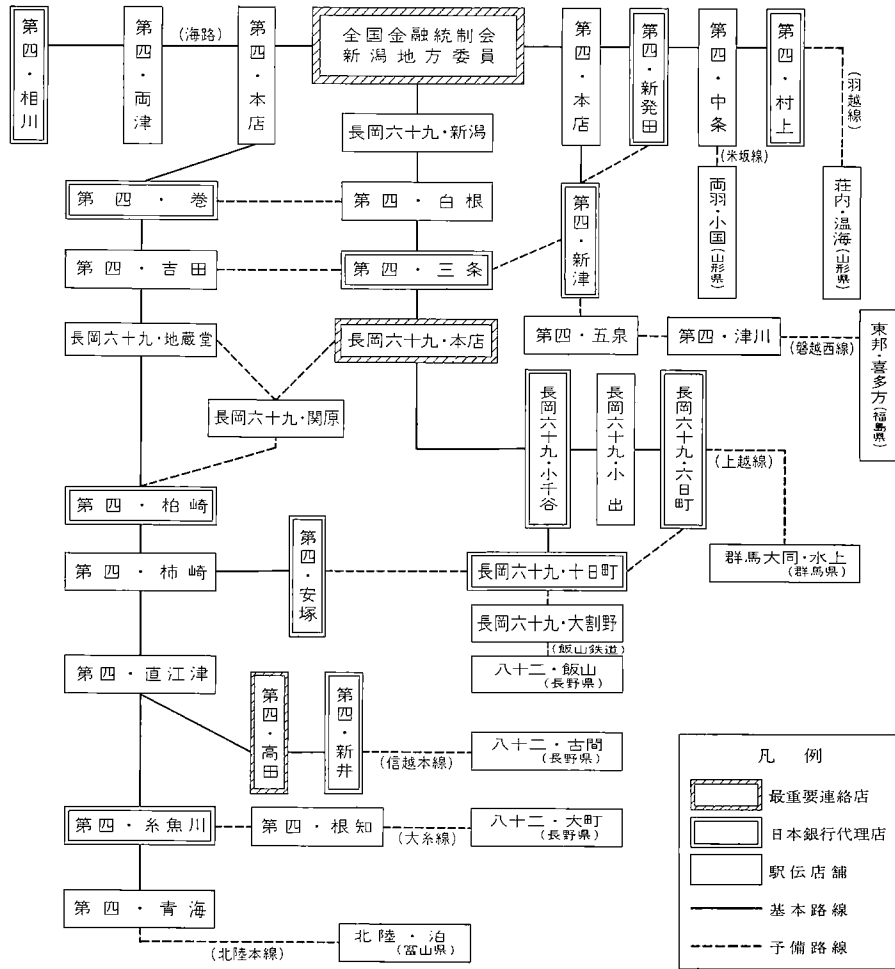 第四・相川
第四・両津
(海路)
第四・本店
全国金融統制会
新潟地方委員
第四・本店
第四・新発田
第四・中条
第四・村上
(羽越線)
(米坂線)
両羽・小国(山形県)
荘内・温海(山形県)
長岡六十九・新潟
第四・巻
第四・白根
第四・新津
第四・吉田
第四・三条
長岡六十九・地蔵堂
長岡六十九・本店
第四・五泉
第四・津川
(磐越西線)
東邦・喜多方(福島県)
長岡六十九・関原
長岡六十九・小千谷
長岡六十九・小出
長岡六十九・六日町
(上越線)
群馬大同・水上
(群馬県)
第四・柏崎
第四・柿崎
第四・安塚
長岡六十九・十日町
長岡六十九・大割野
(飯山鉄道)
八十二・飯山
(長野県)
第四・直江津
第四・高田
第四・新井
(信越本線)
八十二・古間
(長野県)
第四・糸魚川
第四・根知
(大糸線)
八十二・大町
(長野県)
第四・青海
(北陸本線)
北陸・泊
(富山県)
凡例
最重要連絡店
日本銀行代理店
駅伝店舗
基本路線
予備路線